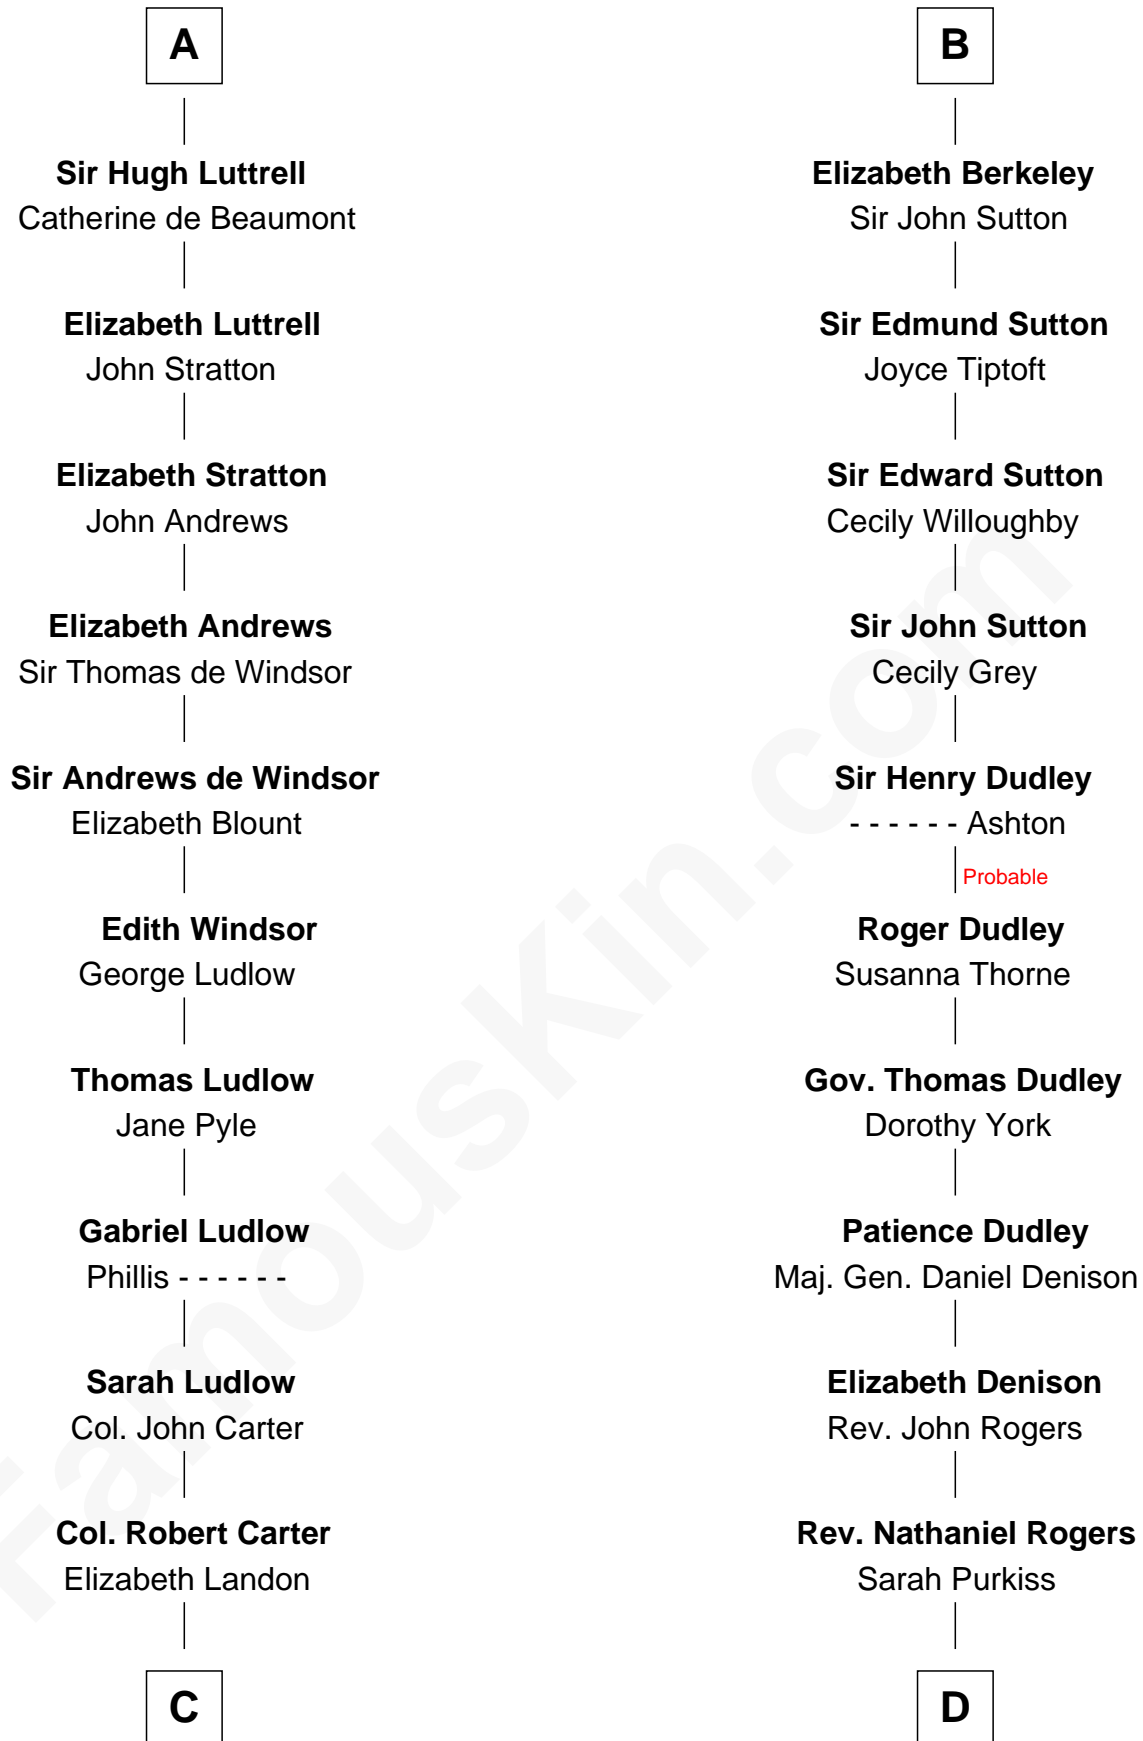 A
Sir Hugh Luttrell
Catherine de Beaumont
Elizabeth Luttrell
John Stratton
Elizabeth Stratton
John Andrews
Elizabeth Andrews
Sir Thomas de Windsor
Sir Andrews de Windsor
Elizabeth Blount
Edith Windsor
George Ludlow
Thomas Ludlow
Jane Pyle
Gabriel Ludlow
Phillis - - - - - -
Sarah Ludlow
Col. John Carter
Col. Robert Carter
Elizabeth Landon
C
B
Elizabeth Berkeley
Sir John Sutton
Sir Edmund Sutton
Joyce Tiptoft
Sir Edward Sutton
Cecily Willoughby
Sir John Sutton
Cecily Grey
Sir Henry Dudley
- - - - - - Ashton
Probable
Roger Dudley
Susanna Thorne
Gov. Thomas Dudley
Dorothy York
Patience Dudley
Maj. Gen. Daniel Denison
Elizabeth Denison
Rev. John Rogers
Rev. Nathaniel Rogers
Sarah Purkiss
D
FamousKin.com